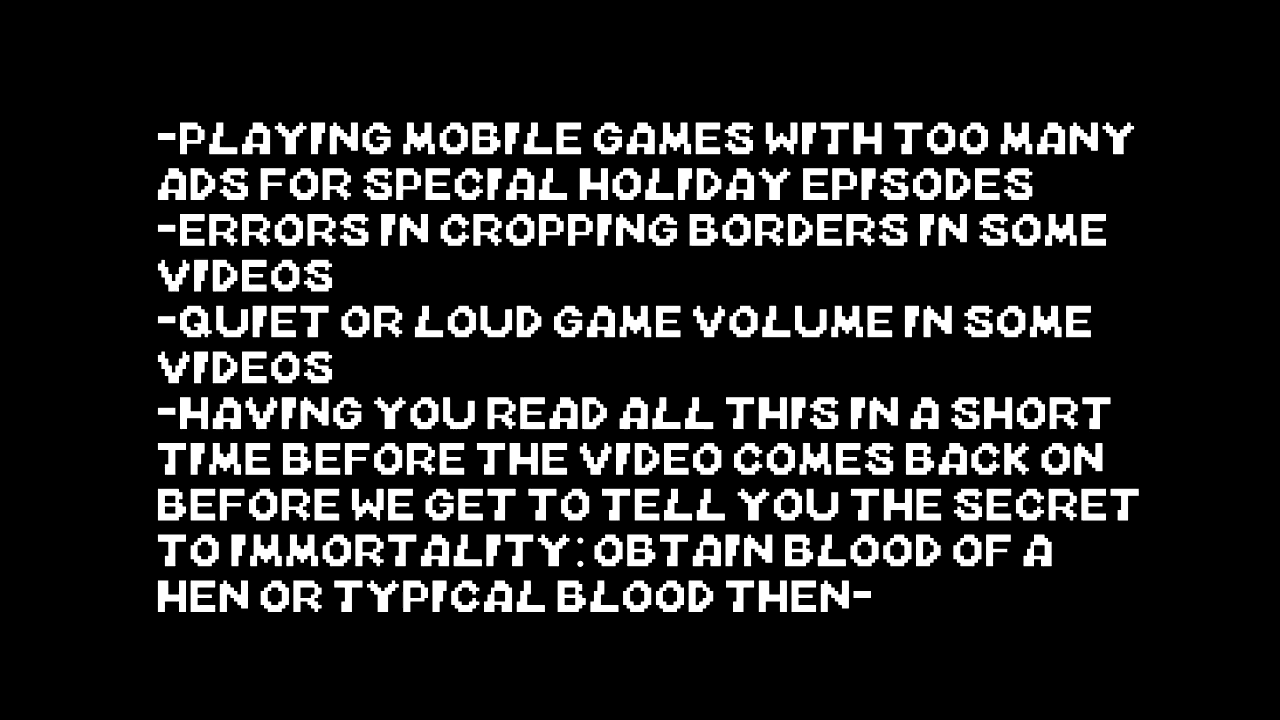 -PLAYING MOBILE GAMES WITH TOO MANY
ADS FOR SPECIAL HOLIDAY EPISODES
-ERRORS IN CROPPING BORDERS IN SOME
VIDEOS
-QUIET OR LOUD GAME VOLUME IN SOME
VIDEOS
-HAVING YOU READ ALL THIS IN A SHORT
TIME BEFORE THE VIDEO COMES BACK ON
BEFORE WE GET TO TELL YOU THE SECRET
TO IMMORTALITY: OBTAIN BLOOD OF A
HEN OR TYPICAL BLOOD THEN-